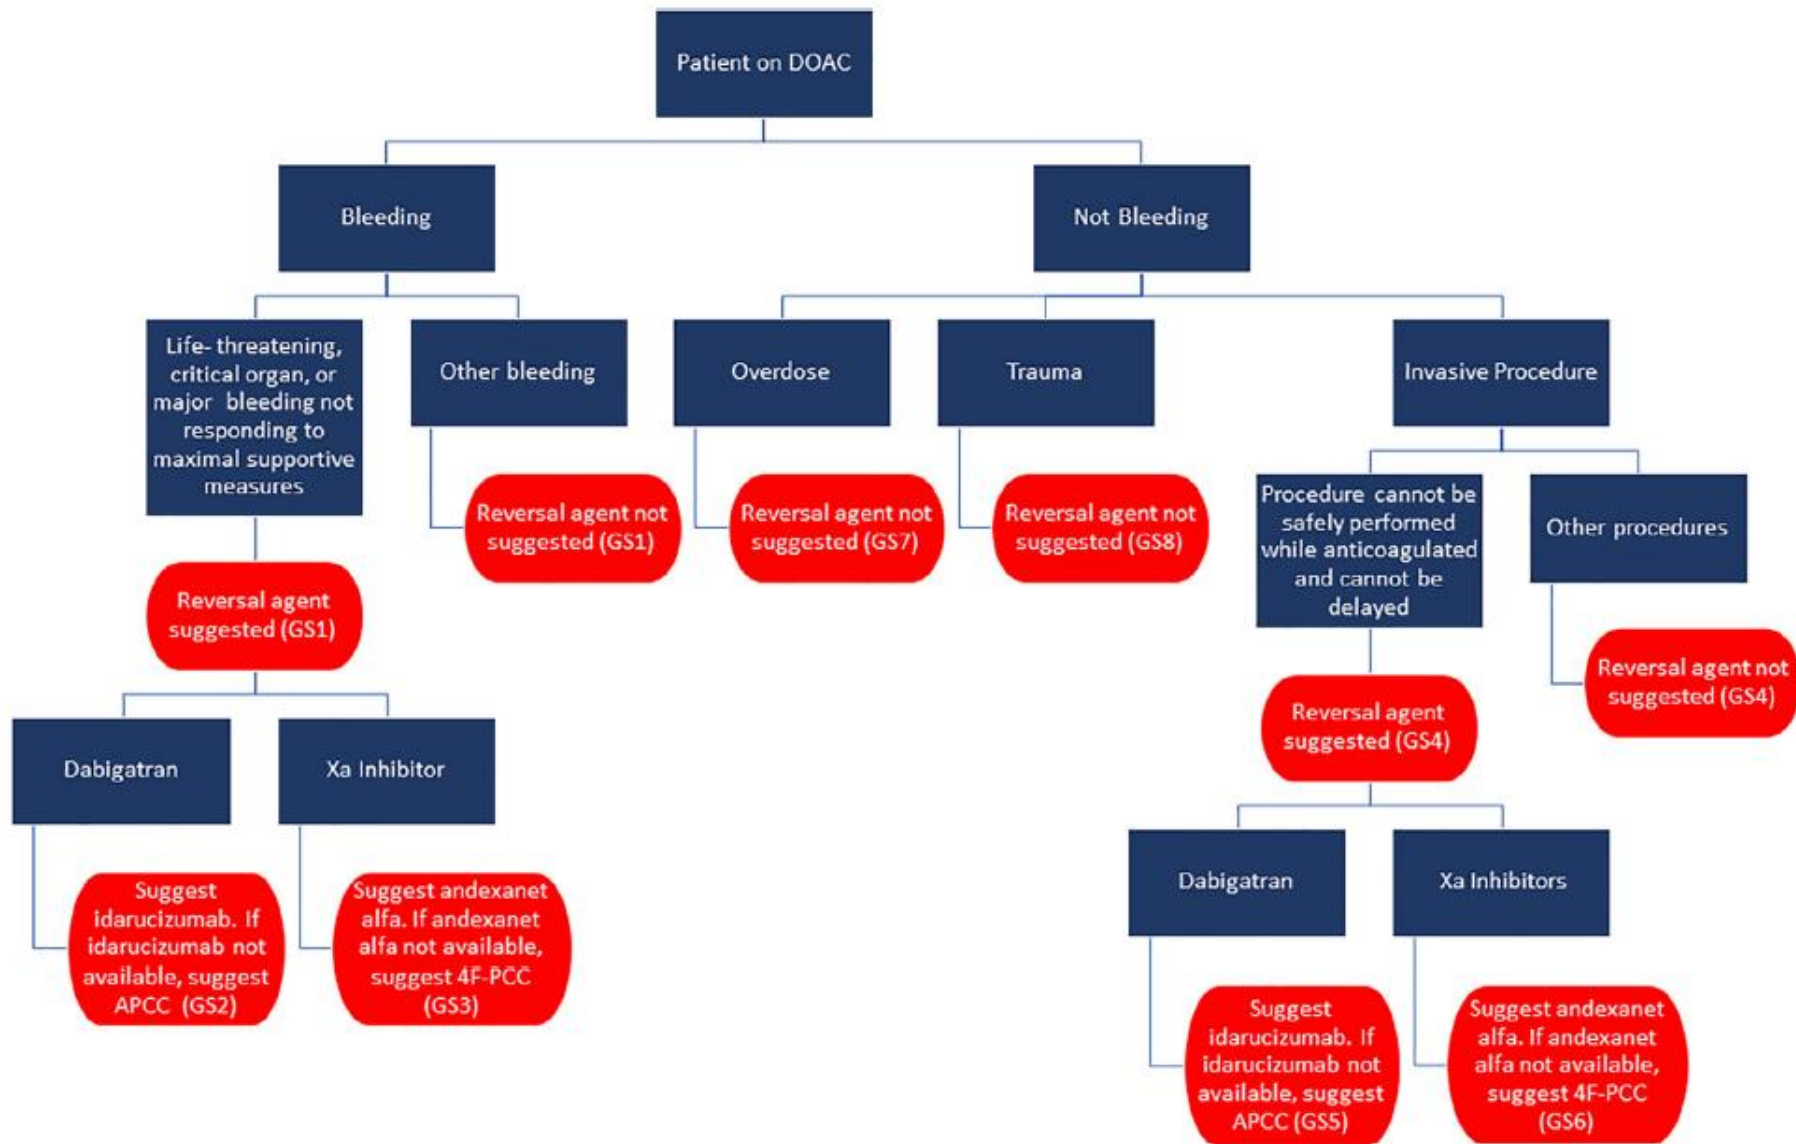 Patient on DOAC
Bleeding
Not Bleeding
Life- threatening,
critical organ, or
major bleeding not
responding to
maximal supportive
measures
Other bleeding
Overdose
Trauma
Invasive Procedure
Reversal agent not
suggested (GS1)
Reversal agent not
suggested (GS7)
Reversal agent not
suggested (GS8)
Procedure cannot be
safely performed
while anticoagulated
and cannot be
delayed
Other procedures
Reversal agent
suggested (GS1)
Reversal agent not
suggested (GS4)
Reversal agent
suggested (GS4)
Dabigatran
Xa Inhibitor
Dabigatran
Xa Inhibitors
Suggest
idarucizumab. If
idarucizumab not
available, suggest
APCC (GS2)
Suggest andexanet
alfa. If andexanet
alfa not available,
suggest 4F-PCC
(GS3)
Suggest
idarucizumab. If
idarucizumab not
available, suggest
APCC (GS5)
Suggest andexanet
alfa. If andexanet
alfa not available,
suggest 4F-PCC
(GS6)